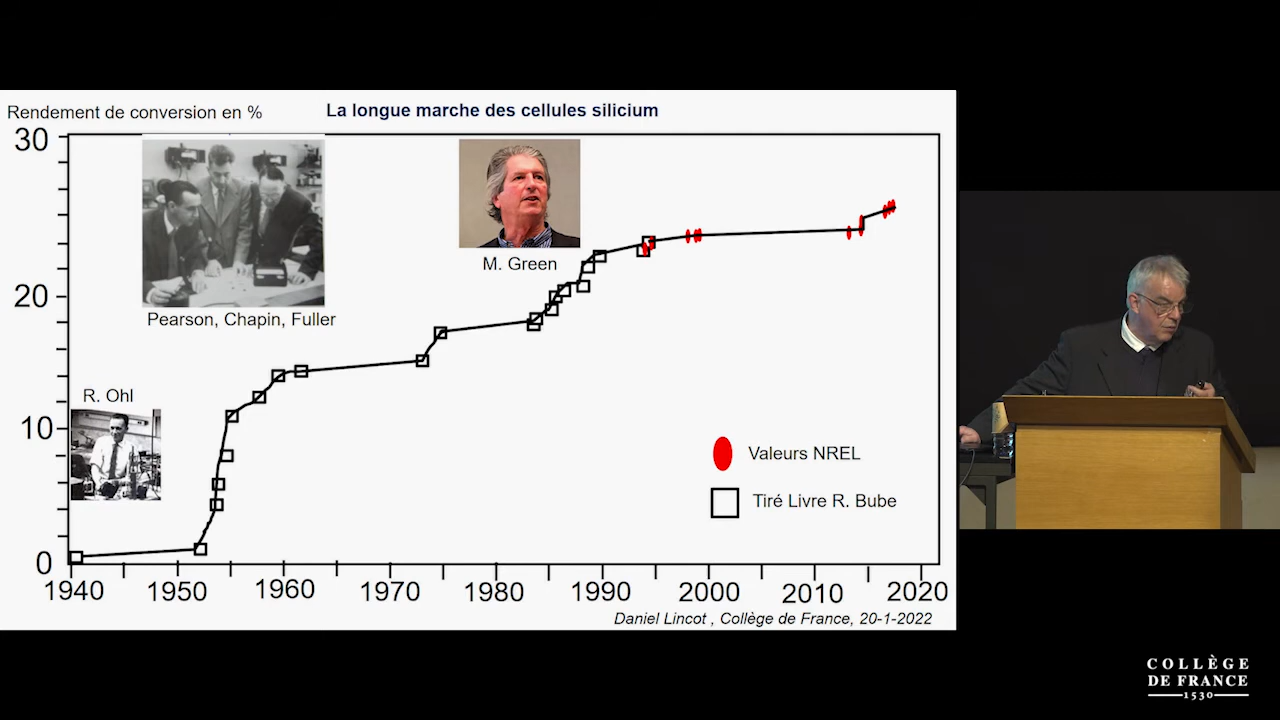 Rendement de conversion en %
La longue marche des cellules silicium
30
20
10
0
Pearson, Chapin, Fuller
M. Green
R. Ohl
Valeurs NREL
Tiré Livre R. Bube
1940 1950 1960 1970 1980 1990 2000 2010 2020
Daniel Lincot , Collège de France, 20-1-2022
COLLÈGE
DE FRANCE
1530